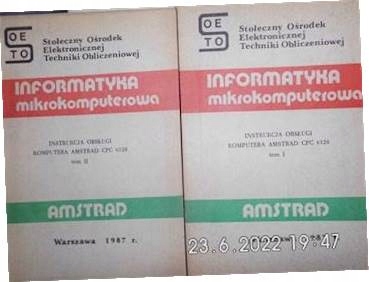 OETO
Stołeczny Ośrodek
Elektronicznej
Techniki Obliczeniowej
INFORMATYKA
mikrokomputerowa
INSTRUKCJA OBSŁUGI
KOMPUTERA AMSTRAD CPC 6128
tom II
AMSTRAD
Warszawa 1987 r.
OETO
Stołeczny Ośrodek
Elektronicznej
Techniki Obliczeniowej
INFORMATYKA
mikrokomputerowa
INSTRUKCJA OBSŁUGI
KOMPUTERA AMSTRAD CPC 6128
tom I
AMSTRAD
23.6.2022 19:47